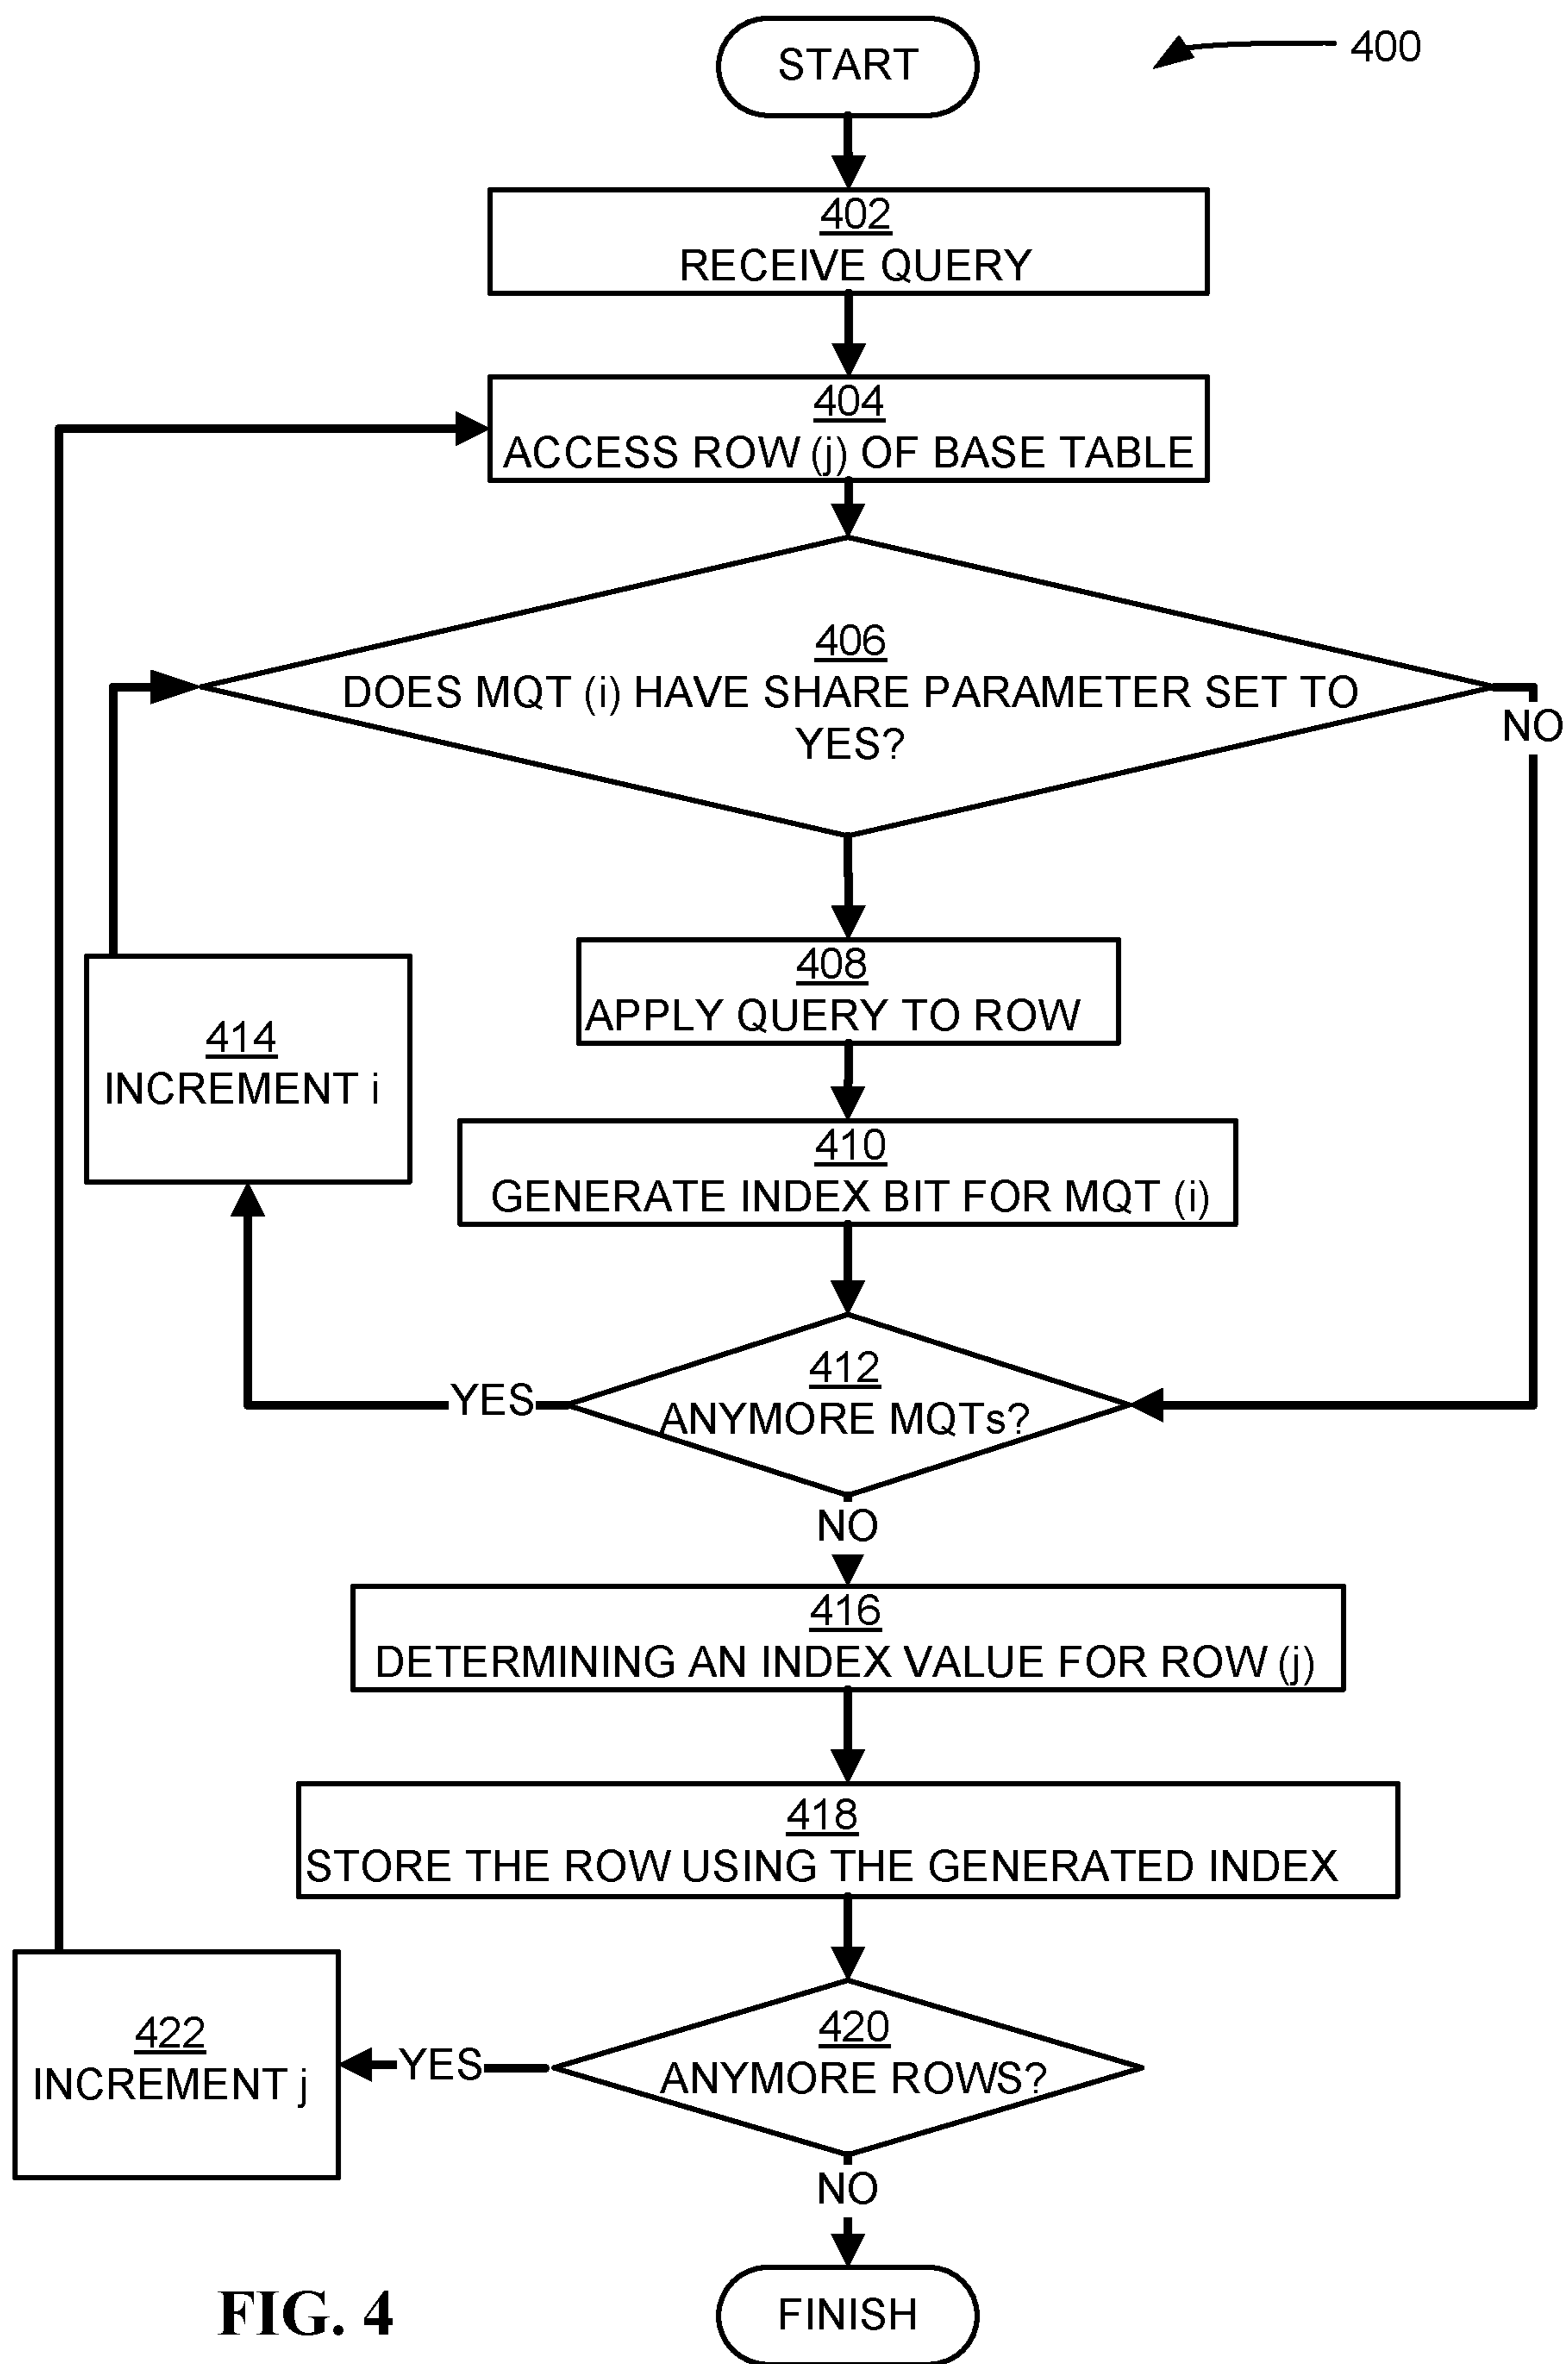 START
400
402
RECEIVE QUERY
404
ACCESS ROW (j) OF BASE TABLE
406
DOES MQT (i) HAVE SHARE PARAMETER SET TO
YES?
NO
408
APPLY QUERY TO ROW
414
INCREMENT i
410
GENERATE INDEX BIT FOR MQT (i)
412
ANYMORE MQTs?
YES
NO
416
DETERMINING AN INDEX VALUE FOR ROW (j)
418
STORE THE ROW USING THE GENERATED INDEX
420
ANYMORE ROWS?
YES
422
INCREMENT j
NO
FINISH
FIG. 4